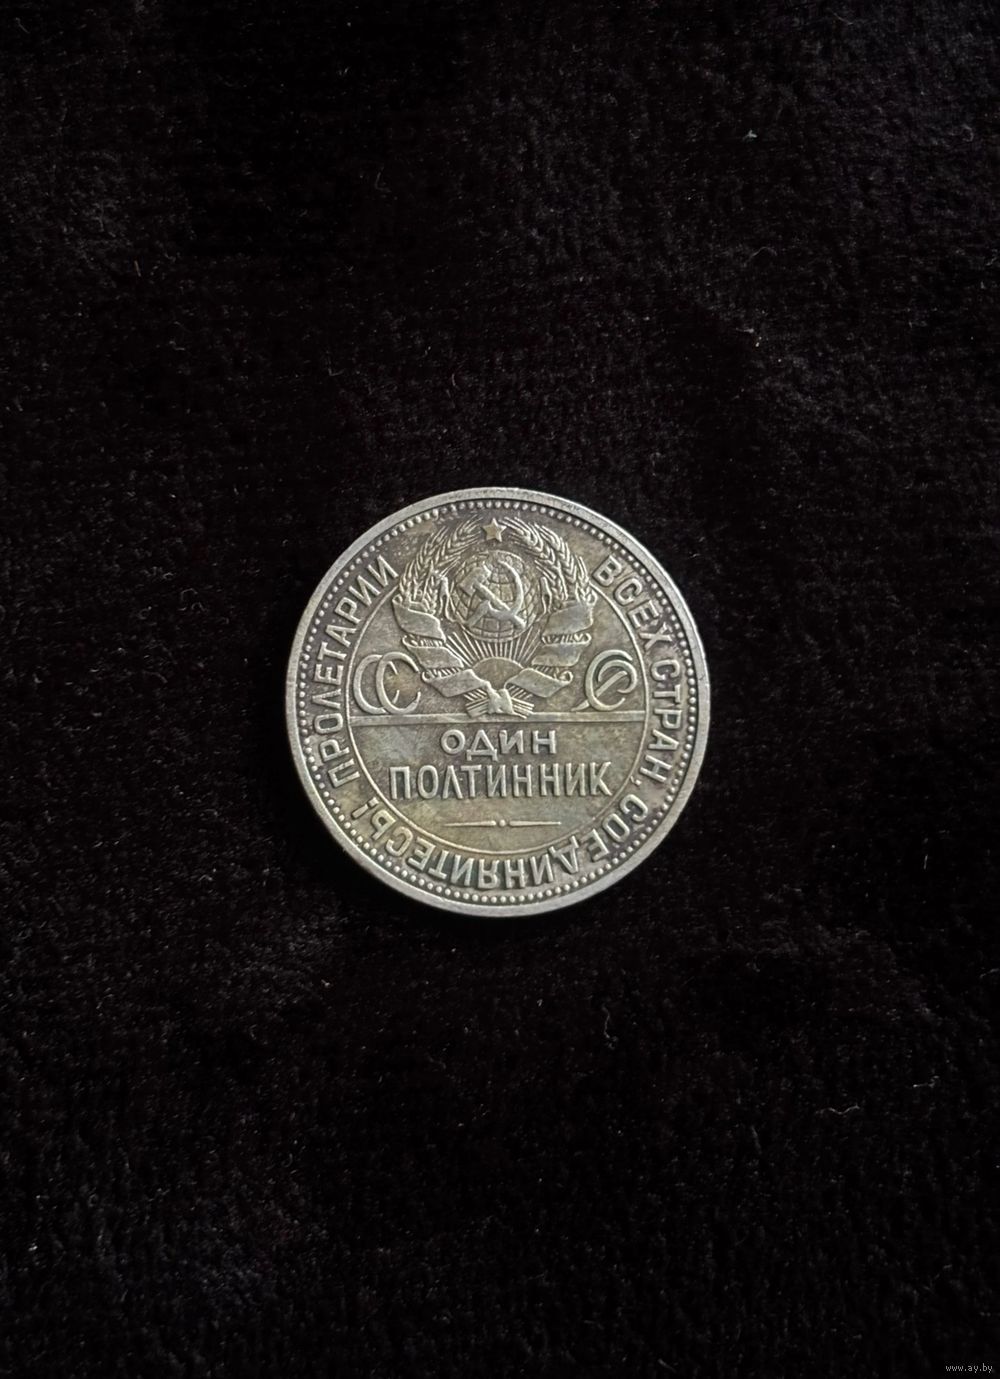 ПРОЛЕТАРИИ ВСЕХ СТРАН, СОЕДИНЯЙТЕСЬ!
СС СР
ОДИН
ПОЛТИННИК
www.ay.by